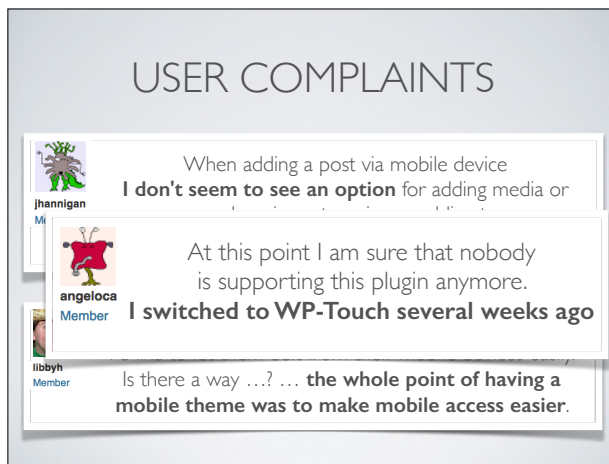 USER COMPLAINTS
When adding a post via mobile device
I don't seem to see an option for adding media or
jhannigan
At this point I am sure that nobody
is supporting this plugin anymore.
angeloca
Member
I switched to WP-Touch several weeks ago
libbyh
Member
Is there a way …? … the whole point of having a
mobile theme was to make mobile access easier.